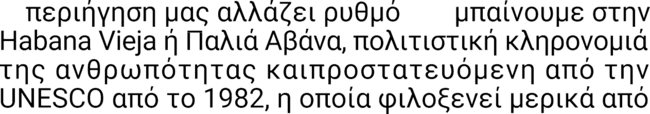 περιήγηση μας αλλάζει ρυθμό μπαίνουμε στην
Habana Vieja ή Παλιά Αβάνα, πολιτιστική κληρονομιά
της ανθρωπότητας καιπροστατευόμενη από την
UNESCO από το 1982, η οποία φιλοξενεί μερικά από